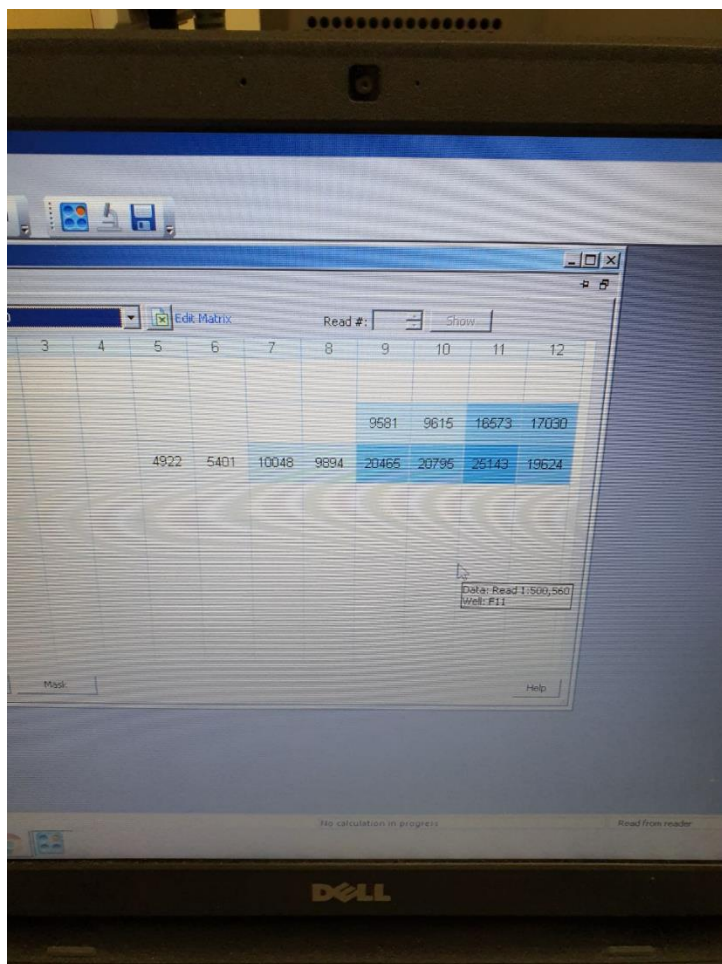 Edit Matrix Read #: Show
3 4 5 6 7 8 9 10 11 12
9581 9615 16573 17030
4922 5401 10048 9894 20465 20795 25143 19624
Data: Read 1:500,560
Well: F11
Mask Help
No calculation in progress Read from reader
DELL